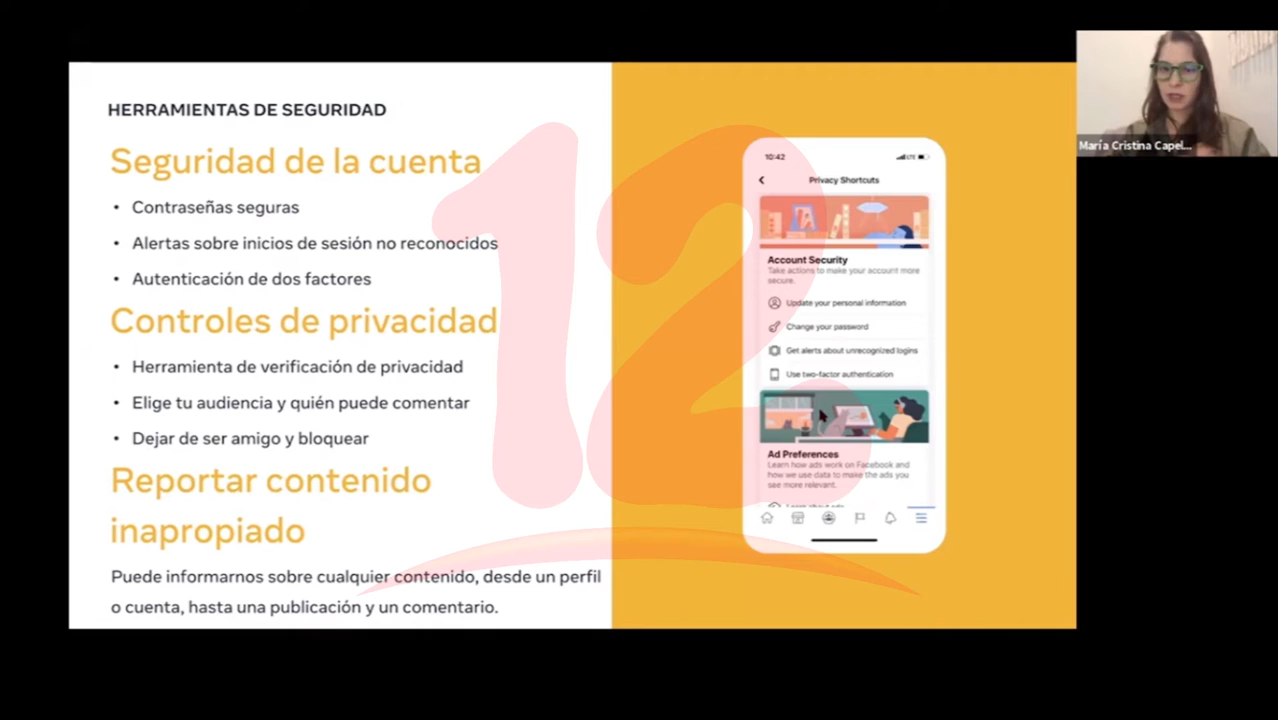 HERRAMIENTAS DE SEGURIDAD
Seguridad de la cuenta
• Contraseñas seguras
• Alertas sobre inicios de sesión no reconocidos
• Autenticación de dos factores
Controles de privacidad
• Herramienta de verificación de privacidad
• Elige tu audiencia y quién puede comentar
• Dejar de ser amigo y bloquear
Reportar contenido
inapropiado
Puede informarnos sobre cualquier contenido, desde un perfil
o cuenta, hasta una publicación y un comentario.
12
10:42
LTE
Privacy Shortcuts
Account Security
Take actions to make your account more
secure.
Update your personal information
Change your password
Get alerts about unrecognized logins
Use two-factor authentication
Ad Preferences
Learn how ads work on Facebook and
how we use data to make the ads you
see more relevant.
María Cristina Capel...